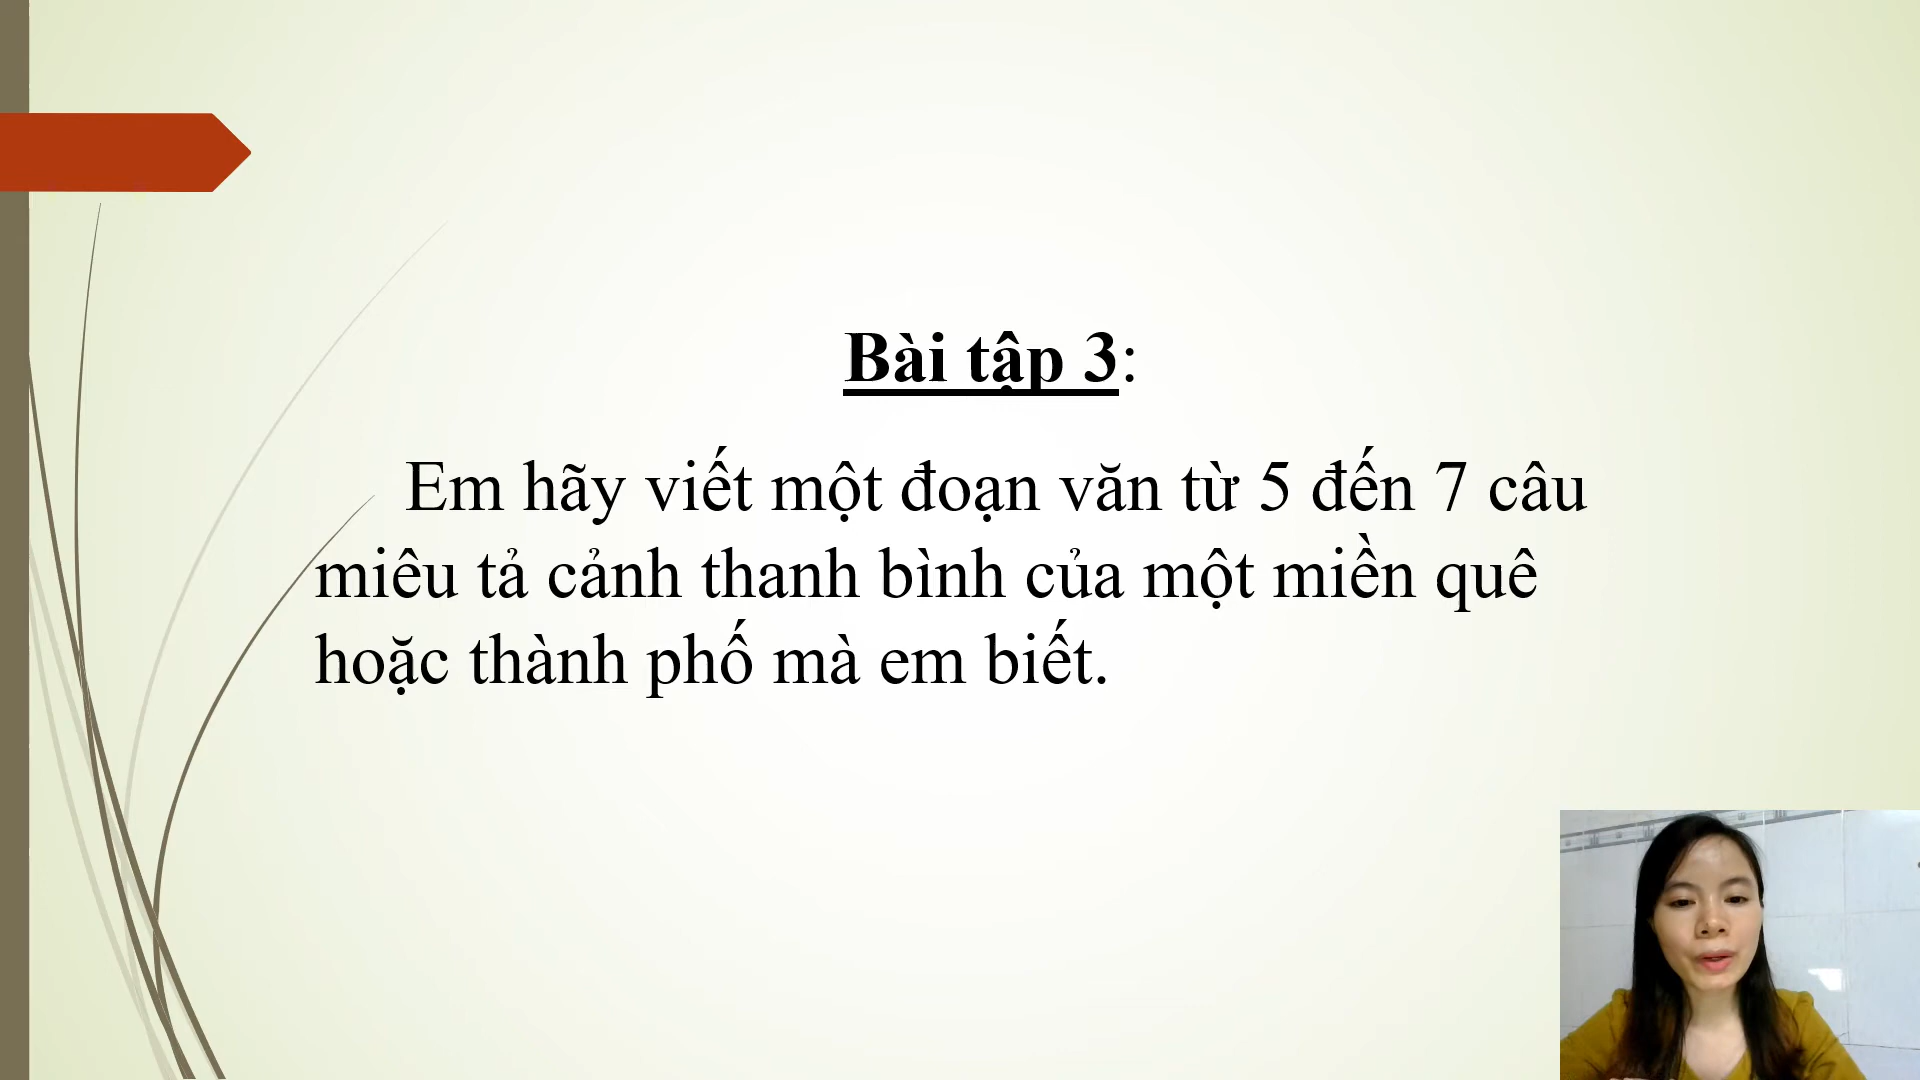 Bài tập 3:
Em hãy viết một đoạn văn từ 5 đến 7 câu
miêu tả cảnh thanh bình của một miền quê
hoặc thành phố mà em biết.